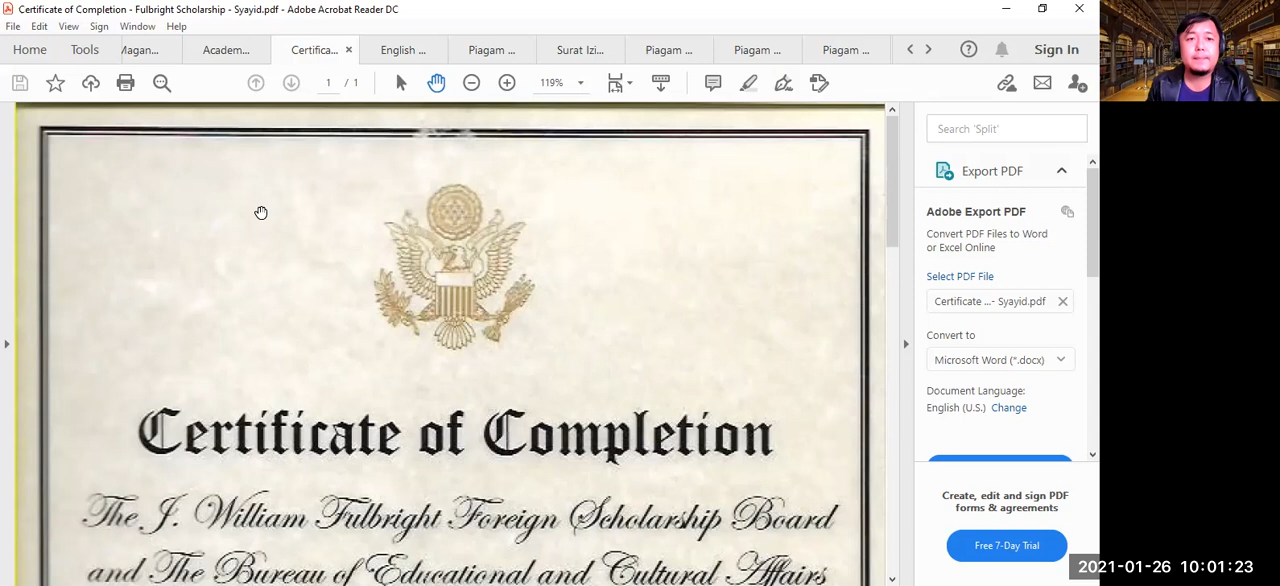 Certificate of Completion - Fulbright Scholarship - Syayid.pdf - Adobe Acrobat Reader DC
File Edit View Sign Window Help
Home Tools Magan... Academ... Certifica... × English ... Piagam ... Surat Izi... Piagam ... Piagam ... Piagam ... Sign In
1 / 1 119%
Search 'Split'
Export PDF
Adobe Export PDF
Convert PDF Files to Word
or Excel Online
Select PDF File
Certificate ...- Syayid.pdf
Convert to
Microsoft Word (*.docx)
Document Language:
English (U.S.) Change
Create, edit and sign PDF
forms & agreements
Free 7-Day Trial
Certificate of Completion
The J. William Fulbright Foreign Scholarship Board
and The Bureau of Educational and Cultural Affairs
2021-01-26 10:01:23